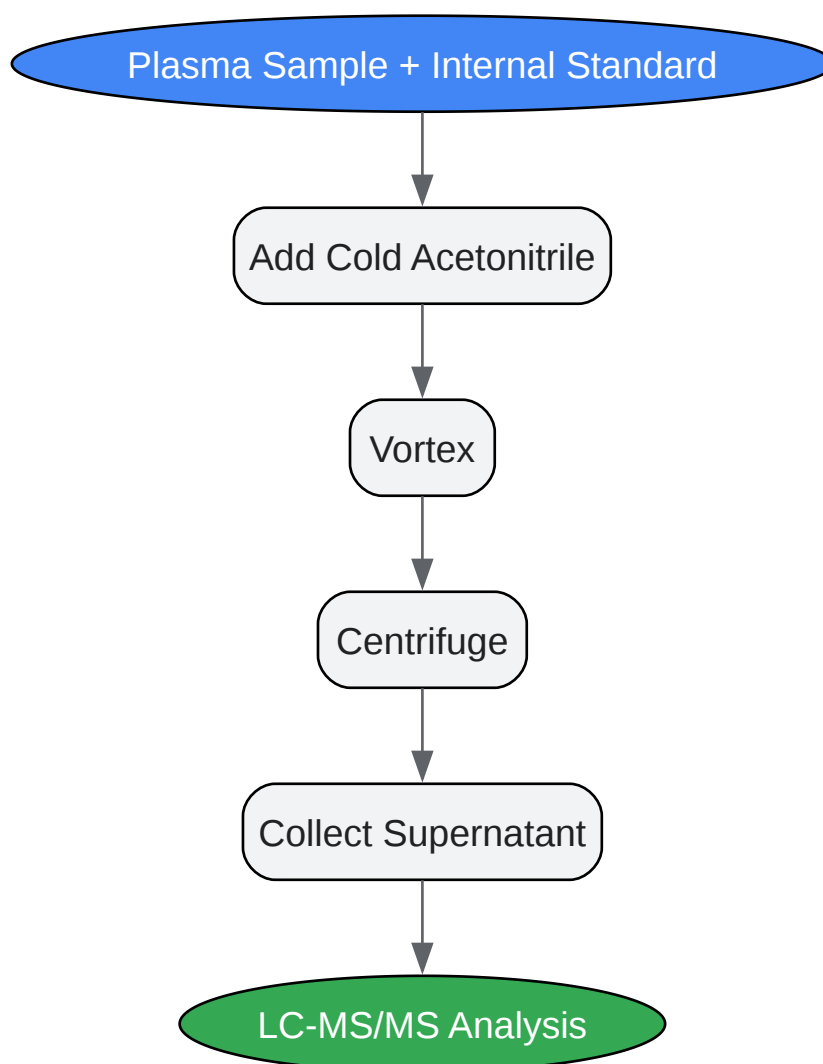 Plasma Sample + Internal Standard
Add Cold Acetonitrile
Vortex
Centrifuge
Collect Supernatant
LC-MS/MS Analysis